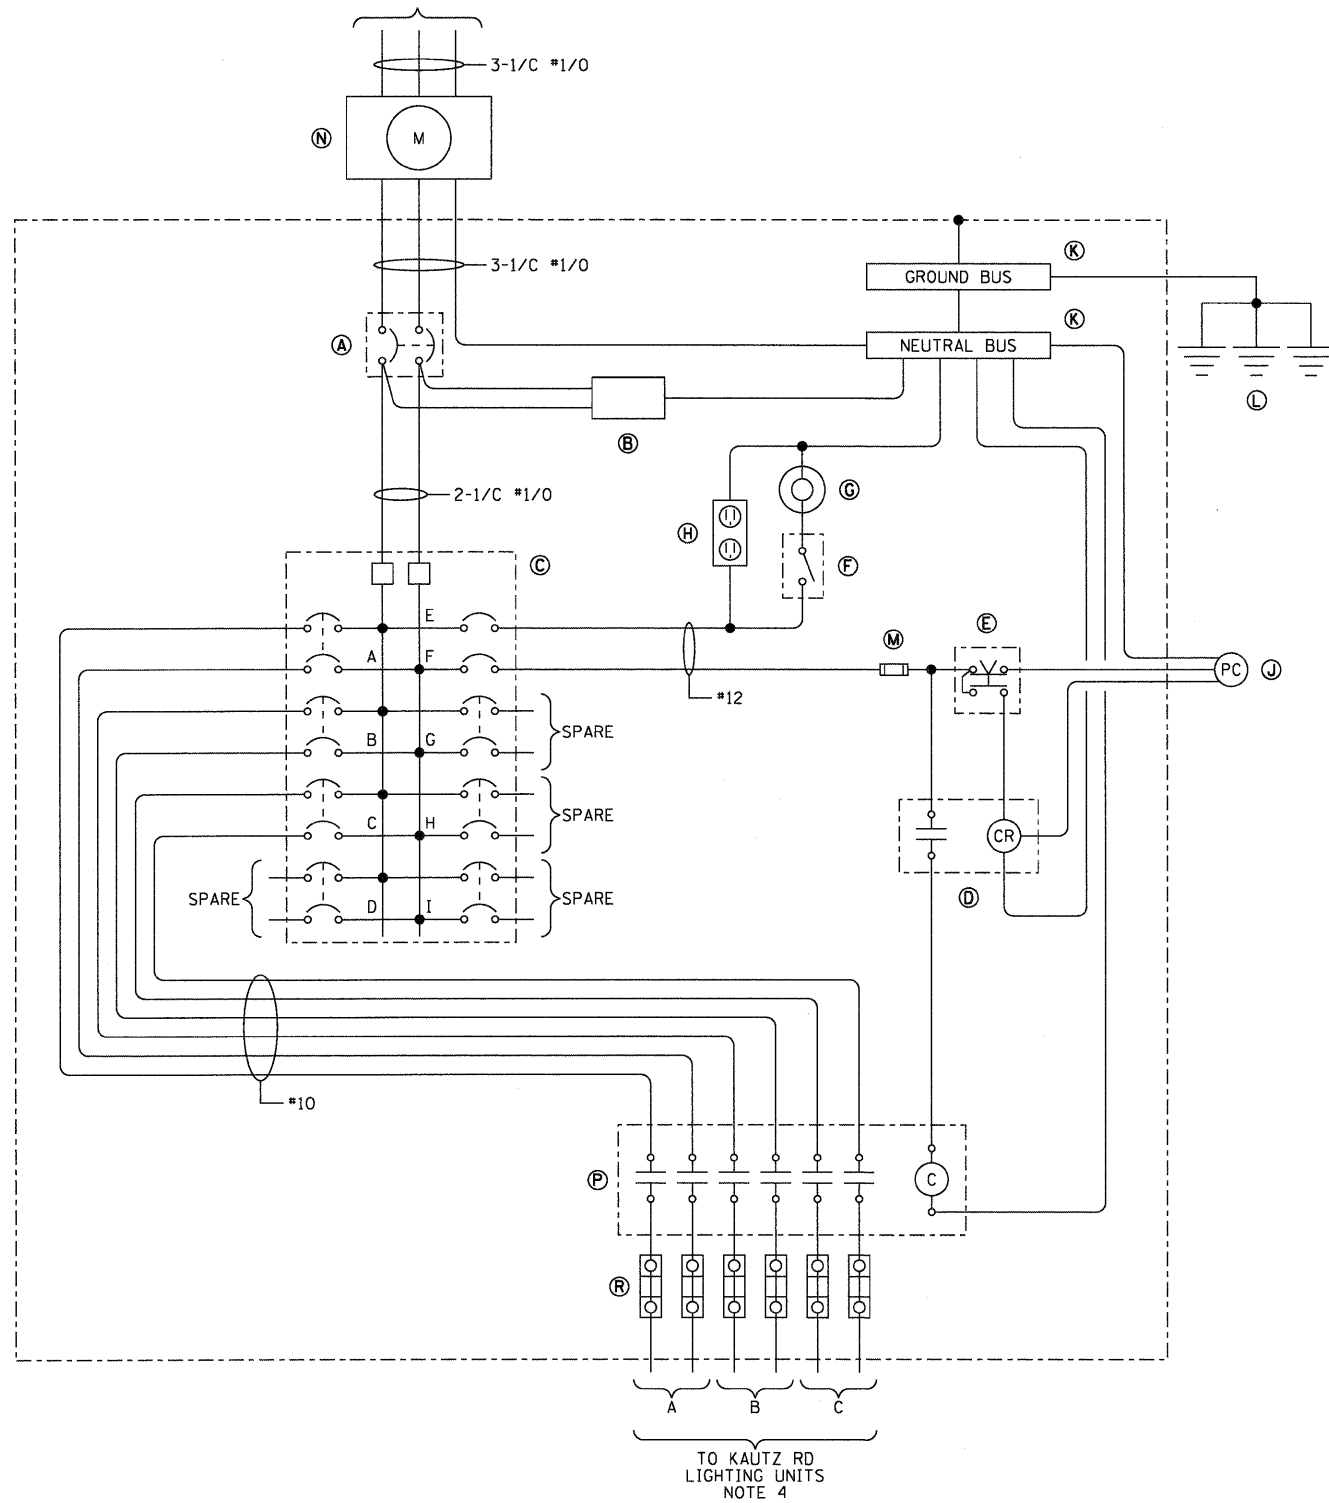 3-1/C #1/0
N
M
3-1/C #1/0
K
GROUND BUS
K
A
NEUTRAL BUS
L
B
2-1/C #1/0
G
H
C
F
E
E
M
A F
PC J
#12
SPARE
B G
SPARE
C H
CR
SPARE
D I
SPARE
D
#10
P
C
R
A B C
TO KAUTZ RD
LIGHTING UNITS
NOTE 4